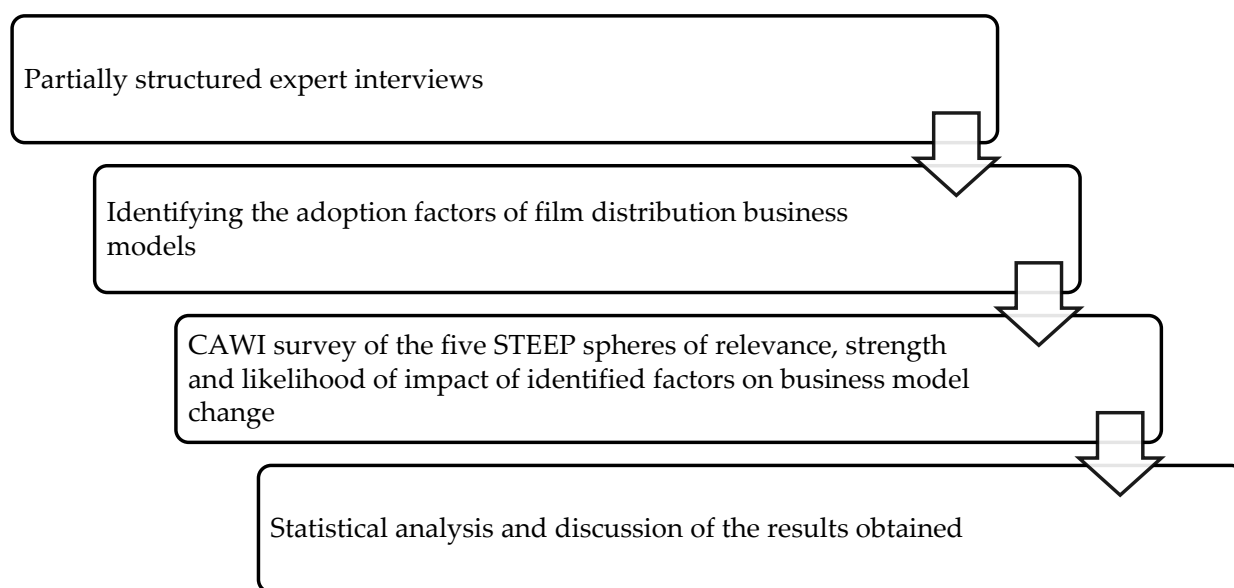 Partially structured expert interviews
Identifying the adoption factors of film distribution business
models
CAWI survey of the five STEEP spheres of relevance, strength
and likelihood of impact of identified factors on business model
change
Statistical analysis and discussion of the results obtained